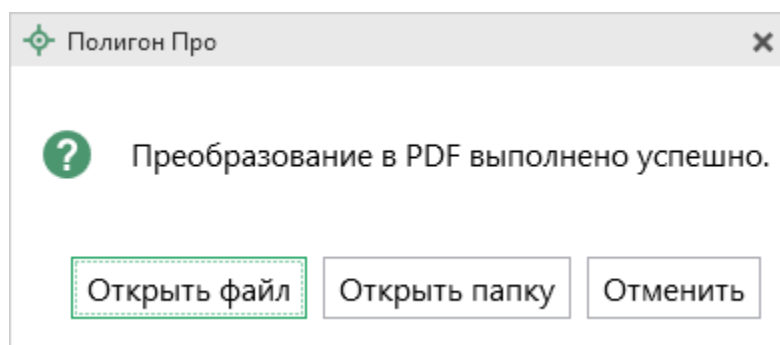 Полигон Про
Преобразование в PDF выполнено успешно.
Открыть файл Открыть папку Отменить